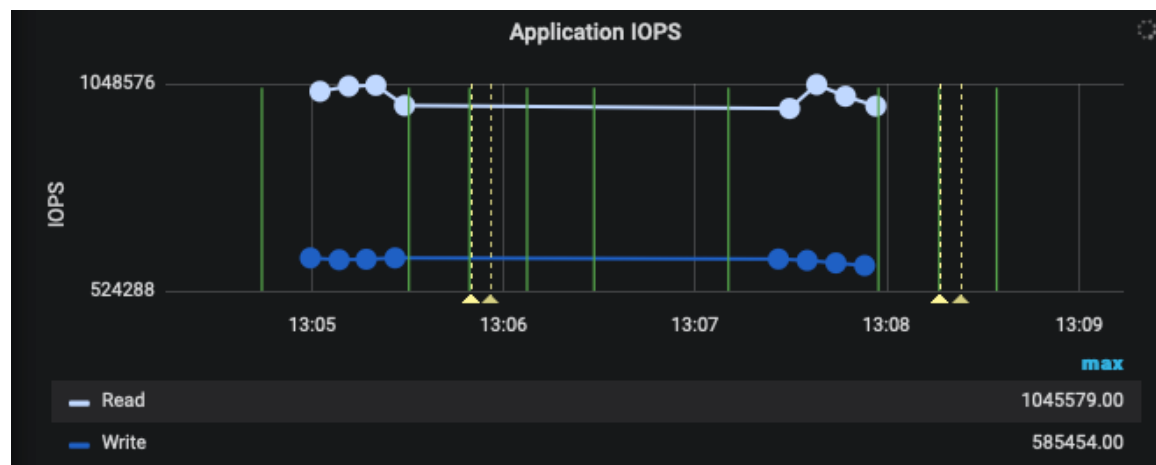 Application IOPS
1048576
IOPS
524288
13:05 13:06 13:07 13:08 13:09
max
Read 1045579.00
Write 585454.00